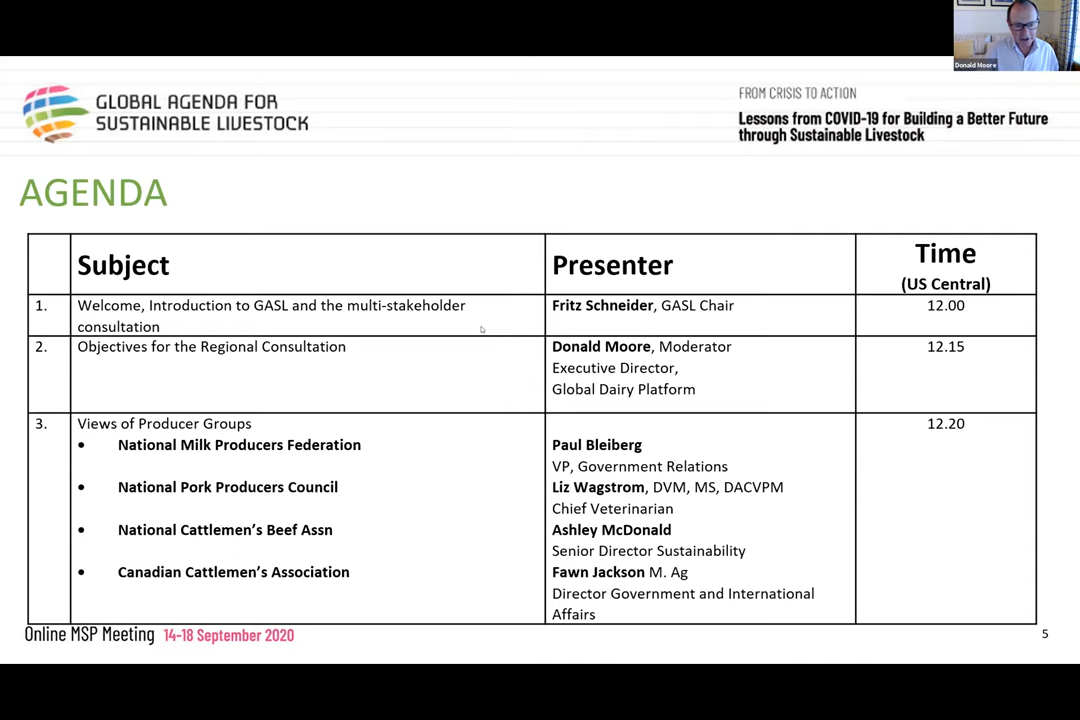 Donald Moore
GLOBAL AGENDA FOR
SUSTAINABLE LIVESTOCK
FROM CRISIS TO ACTION
Lessons from COVID-19 for Building a Better Future
through Sustainable Livestock
AGENDA
Subject
Presenter
Time
(US Central)
1.
Welcome, Introduction to GASL and the multi-stakeholder
consultation
Fritz Schneider, GASL Chair
12.00
2.
Objectives for the Regional Consultation
Donald Moore, Moderator
Executive Director,
Global Dairy Platform
12.15
3.
Views of Producer Groups
12.20
• National Milk Producers Federation
Paul Bleiberg
VP, Government Relations
• National Pork Producers Council
Liz Wagstrom, DVM, MS, DACVPM
Chief Veterinarian
• National Cattlemen's Beef Assn
Ashley McDonald
Senior Director Sustainability
• Canadian Cattlemen's Association
Fawn Jackson M. Ag
Director Government and International
Affairs
Online MSP Meeting 14-18 September 2020
5